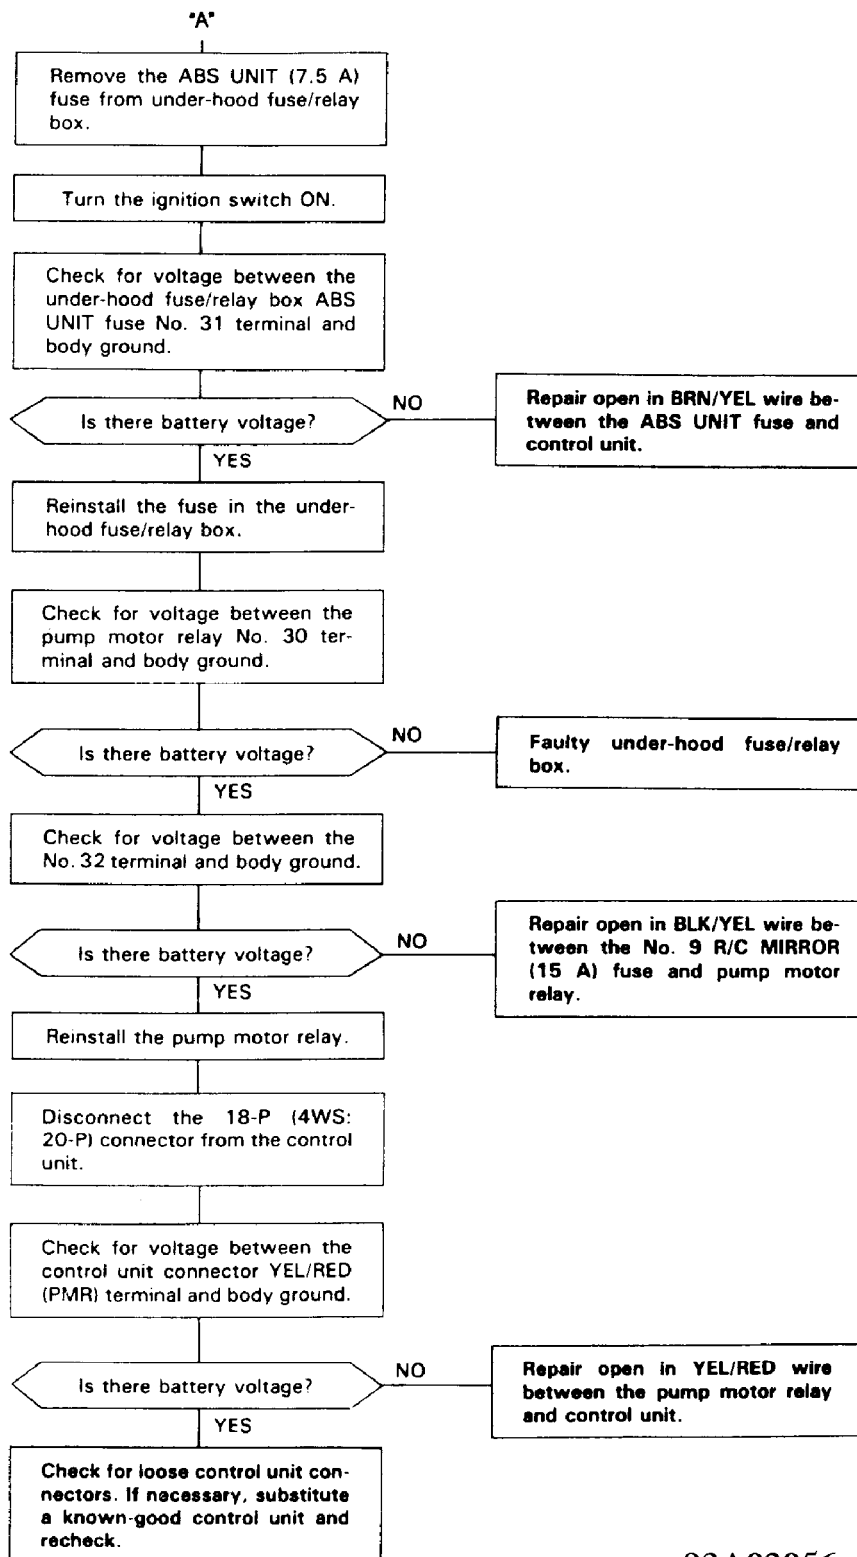 "A"
Remove the ABS UNIT (7.5 A)
fuse from under-hood fuse/relay
box.
Turn the ignition switch ON.
Check for voltage between the
under-hood fuse/relay box ABS
UNIT fuse No. 31 terminal and
body ground.
Is there battery voltage?
NO
Repair open in BRN/YEL wire be-
tween the ABS UNIT fuse and
control unit.
YES
Reinstall the fuse in the under-
hood fuse/relay box.
Check for voltage between the
pump motor relay No. 30 ter-
minal and body ground.
Is there battery voltage?
NO
Faulty under-hood fuse/relay
box.
YES
Check for voltage between the
No. 32 terminal and body ground.
Is there battery voltage?
NO
Repair open in BLK/YEL wire be-
tween the No. 9 R/C MIRROR
(15 A) fuse and pump motor
relay.
YES
Reinstall the pump motor relay.
Disconnect the 18-P (4WS:
20-P) connector from the control
unit.
Check for voltage between the
control unit connector YEL/RED
(PMR) terminal and body ground.
Is there battery voltage?
NO
Repair open in YEL/RED wire
between the pump motor relay
and control unit.
YES
Check for loose control unit con-
nectors. If necessary, substitute
a known-good control unit and
recheck.